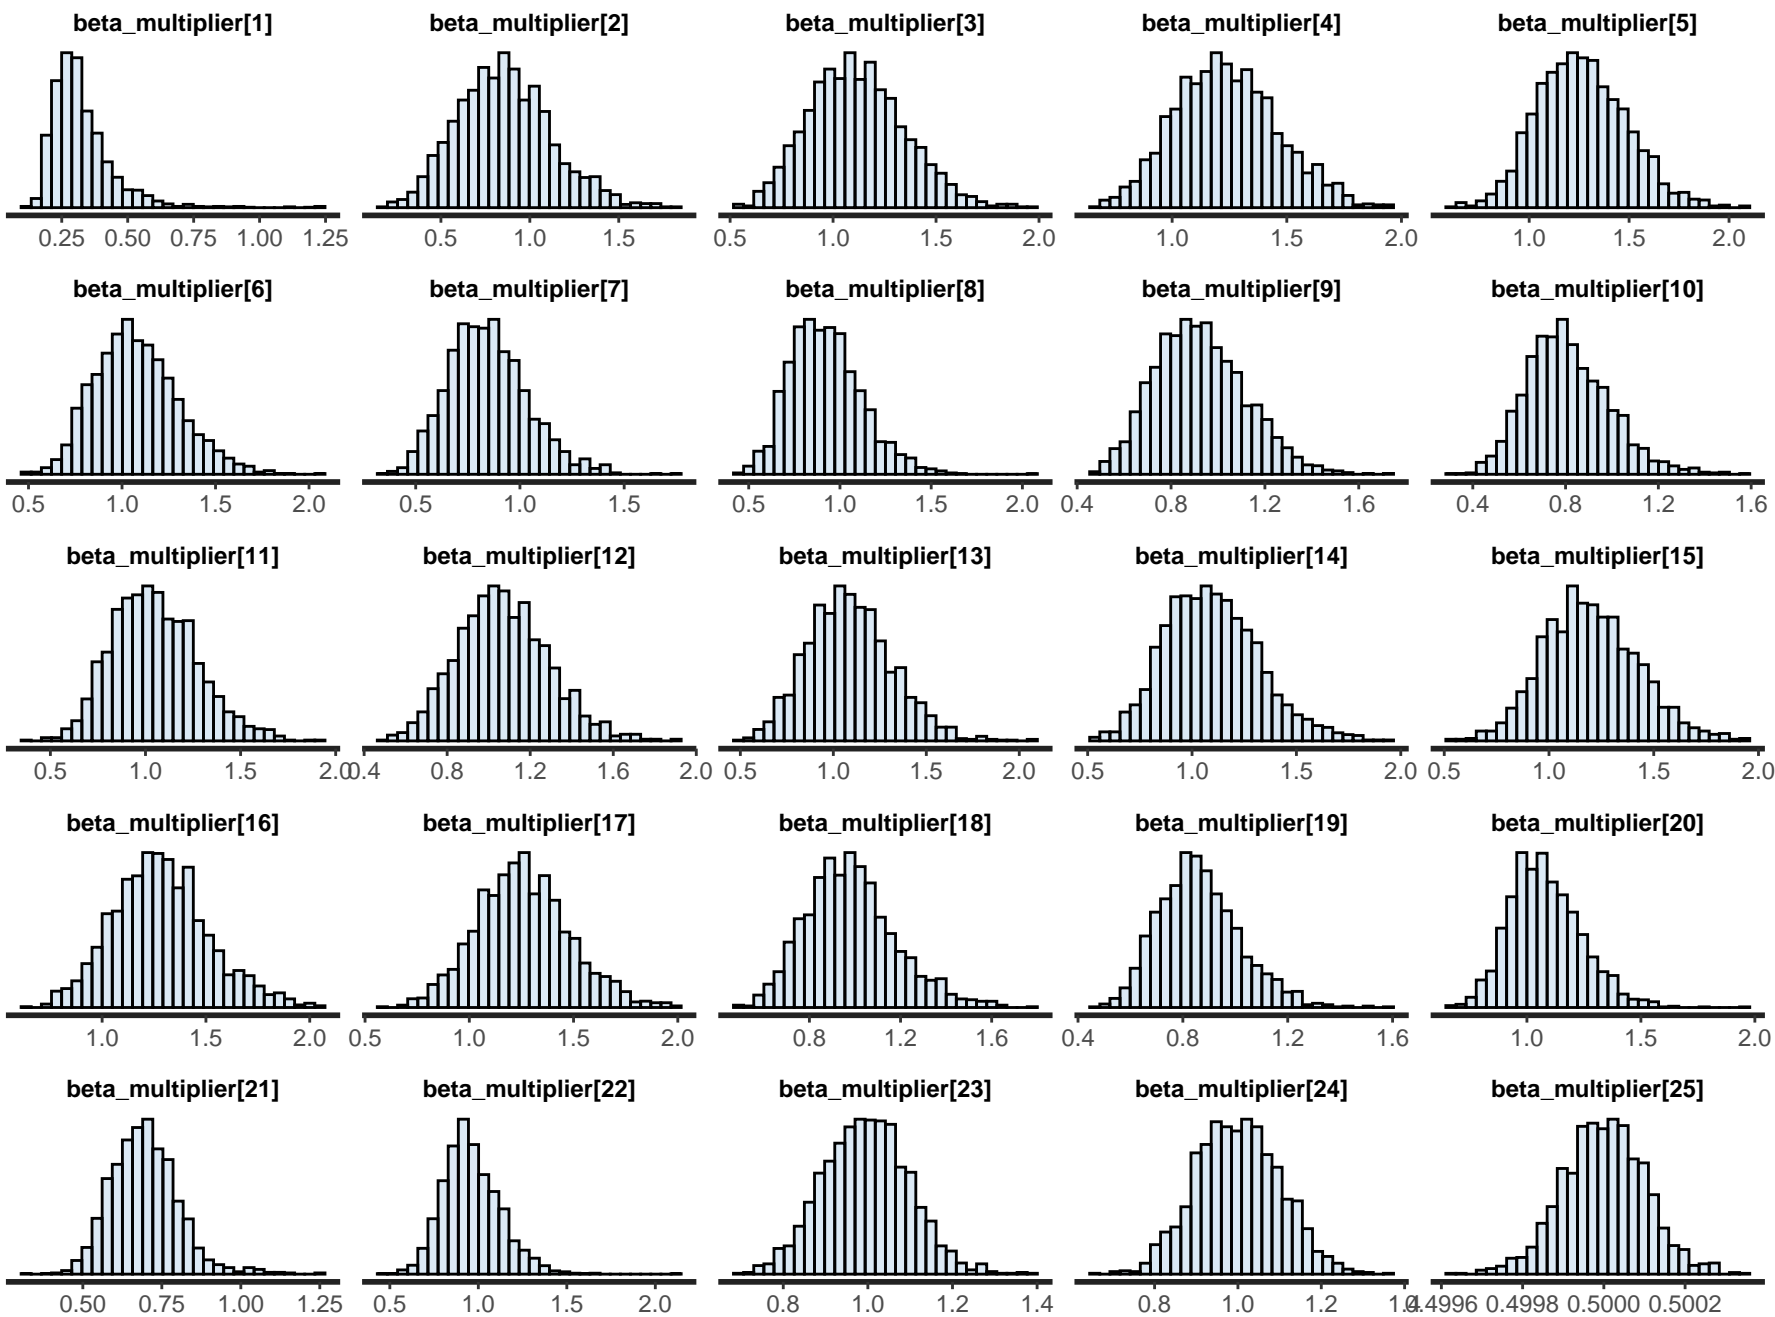 beta_multiplier[1] beta_multiplier[2] beta_multiplier[3] beta_multiplier[4] beta_multiplier[5]
0.25 0.50 0.75 1.00 1.25 0.5 1.0 1.5 0.5 1.0 1.5 2.0 1.0 1.5 2.0 1.0 1.5 2.0
beta_multiplier[6] beta_multiplier[7] beta_multiplier[8] beta_multiplier[9] beta_multiplier[10]
0.5 1.0 1.5 2.0 0.5 1.0 1.5 0.5 1.0 1.5 2.0 0.4 0.8 1.2 1.6 0.4 0.8 1.2 1.6
beta_multiplier[11] beta_multiplier[12] beta_multiplier[13] beta_multiplier[14] beta_multiplier[15]
0.5 1.0 1.5 2.0 0.4 0.8 1.2 1.6 2.0 0.5 1.0 1.5 2.0 0.5 1.0 1.5 2.0 0.5 1.0 1.5 2.0
beta_multiplier[16] beta_multiplier[17] beta_multiplier[18] beta_multiplier[19] beta_multiplier[20]
1.0 1.5 2.0 0.5 1.0 1.5 2.0 0.8 1.2 1.6 0.4 0.8 1.2 1.6 1.0 1.5 2.0
beta_multiplier[21] beta_multiplier[22] beta_multiplier[23] beta_multiplier[24] beta_multiplier[25]
0.50 0.75 1.00 1.25 0.5 1.0 1.5 2.0 0.8 1.0 1.2 1.4 0.8 1.0 1.2 1.4 0.4996 0.4998 0.5000 0.5002